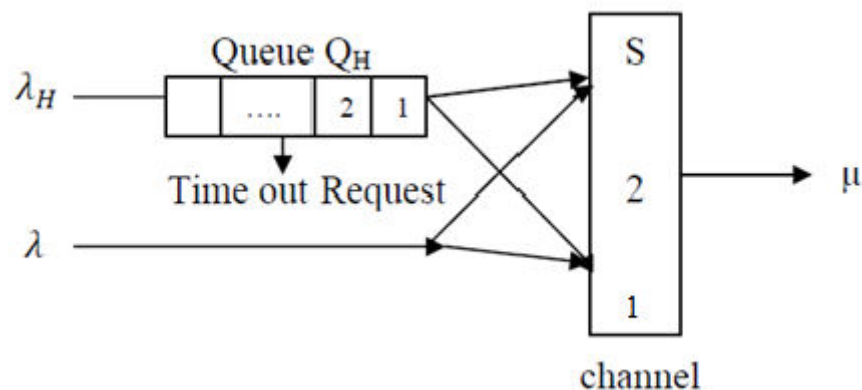 Queue Q_H
λ_H
.... 2 1
Time out Request
λ
S
2
1
μ
channel